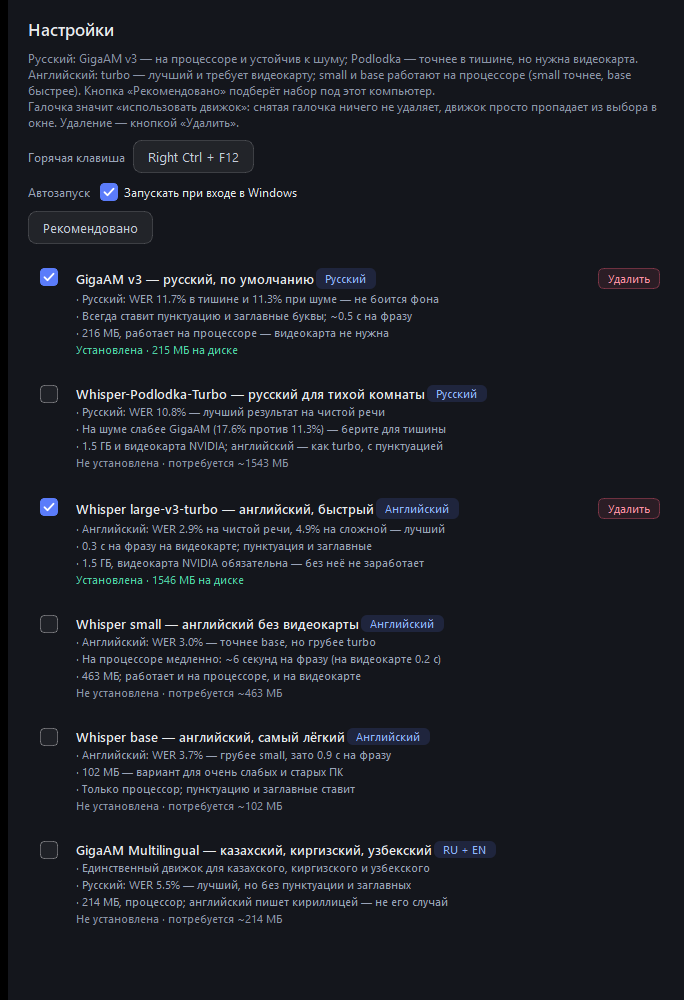 Настройки
Русский: GigaAM v3 — на процессоре и устойчив к шуму; Podlodka — точнее в тишине, но нужна видеокарта.
Английский: turbo — лучший и требует видеокарту; small и base работают на процессоре (small точнее, base
быстрее). Кнопка «Рекомендовано» подберёт набор под этот компьютер.
Галочка значит «использовать движок»: снятая галочка ничего не удаляет, движок просто пропадает из выбора в
окне. Удаление — кнопкой «Удалить».
Горячая клавиша Right Ctrl + F12
Автозапуск Запускать при входе в Windows
Рекомендовано
GigaAM v3 — русский, по умолчанию Русский Удалить
· Русский: WER 11.7% в тишине и 11.3% при шуме — не боится фона
· Всегда ставит пунктуацию и заглавные буквы; ~0.5 с на фразу
· 216 МБ, работает на процессоре — видеокарта не нужна
Установлена · 215 МБ на диске
Whisper-Podlodka-Turbo — русский для тихой комнаты Русский
· Русский: WER 10.8% — лучший результат на чистой речи
· На шуме слабее GigaAM (17.6% против 11.3%) — берите для тишины
· 1.5 ГБ и видеокарта NVIDIA; английский — как turbo, с пунктуацией
Не установлена · потребуется ~1543 МБ
Whisper large-v3-turbo — английский, быстрый Английский Удалить
· Английский: WER 2.9% на чистой речи, 4.9% на сложной — лучший
· 0.3 с на фразу на видеокарте; пунктуация и заглавные
· 1.5 ГБ, видеокарта NVIDIA обязательна — без неё не заработает
Установлена · 1546 МБ на диске
Whisper small — английский без видеокарты Английский
· Английский: WER 3.0% — точнее base, но грубее turbo
· На процессоре медленно: ~6 секунд на фразу (на видеокарте 0.2 с)
· 463 МБ; работает и на процессоре, и на видеокарте
Не установлена · потребуется ~463 МБ
Whisper base — английский, самый лёгкий Английский
· Английский: WER 3.7% — грубее small, зато 0.9 с на фразу
· 102 МБ — вариант для очень слабых и старых ПК
· Только процессор; пунктуацию и заглавные ставит
Не установлена · потребуется ~102 МБ
GigaAM Multilingual — казахский, киргизский, узбекский RU + EN
· Единственный движок для казахского, киргизского и узбекского
· Русский: WER 5.5% — лучший, но без пунктуации и заглавных
· 214 МБ, процессор; английский пишет кириллицей — не его случай
Не установлена · потребуется ~214 МБ